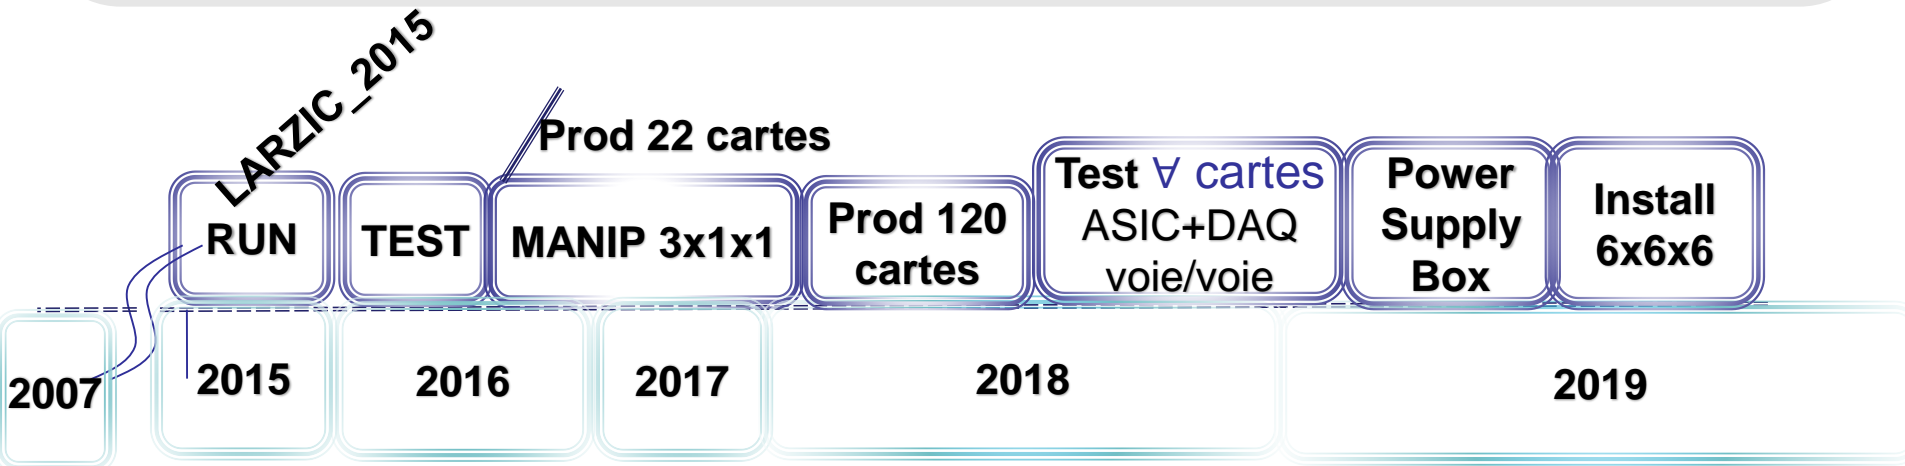 LARZIC_2015
Prod 22 cartes
RUN
TEST
MANIP 3x1x1
Prod 120
cartes
Test ∀ cartes
ASIC+DAQ
voie/voie
Power
Supply
Box
Install
6x6x6
2007
2015
2016
2017
2018
2019